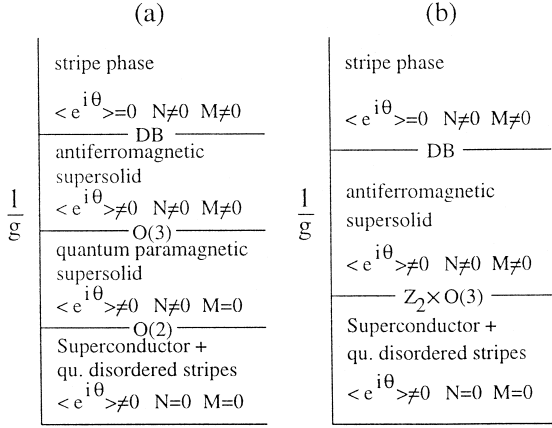 (a)
stripe phase
< e^{iθ} >=0 N≠0 M≠0
DB
antiferromagnetic
supersolid
< e^{iθ} >≠0 N≠0 M≠0
O(3)
quantum paramagnetic
supersolid
< e^{iθ} >≠0 N≠0 M=0
O(2)
Superconductor +
qu. disordered stripes
< e^{iθ} >≠0 N=0 M=0
1
g
(b)
stripe phase
< e^{iθ} >=0 N≠0 M≠0
DB
antiferromagnetic
supersolid
< e^{iθ} >≠0 N≠0 M≠0
Z₂× O(3)
Superconductor +
qu. disordered stripes
< e^{iθ} >≠0 N=0 M=0
1
g